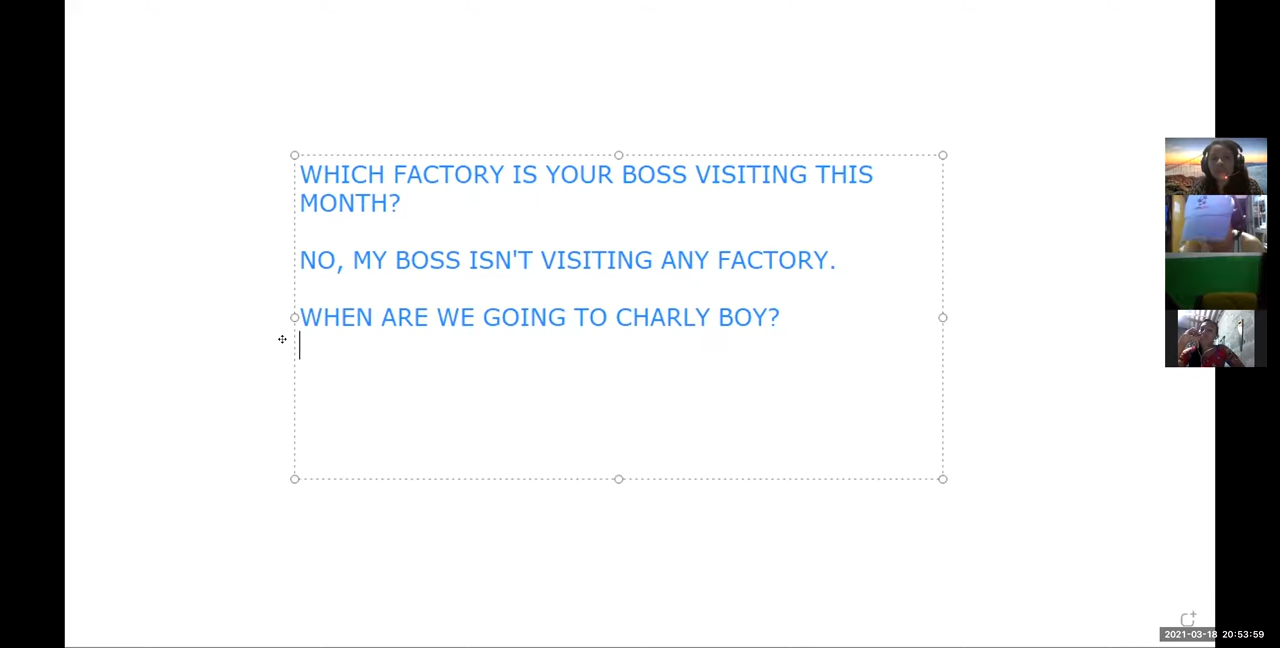 WHICH FACTORY IS YOUR BOSS VISITING THIS
MONTH?
NO, MY BOSS ISN'T VISITING ANY FACTORY.
WHEN ARE WE GOING TO CHARLY BOY?
2021-03-18 20:53:59